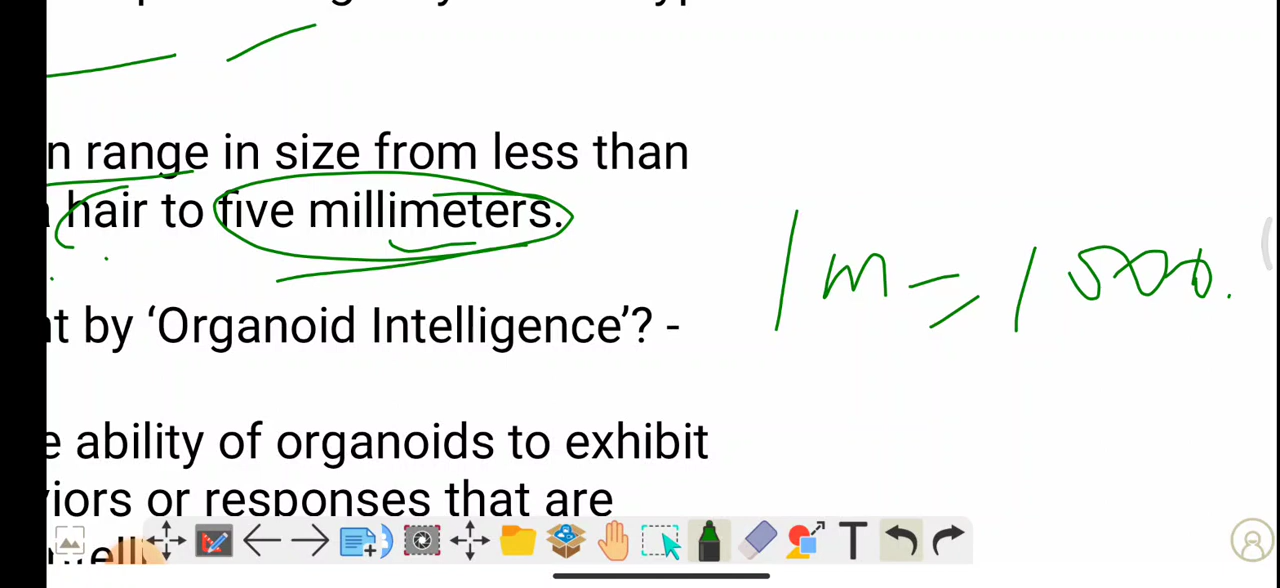 n range in size from less than
hair to five millimeters.
1 m = 1000.
t by ‘Organoid Intelligence’? -
e ability of organoids to exhibit
iors or responses that are
T